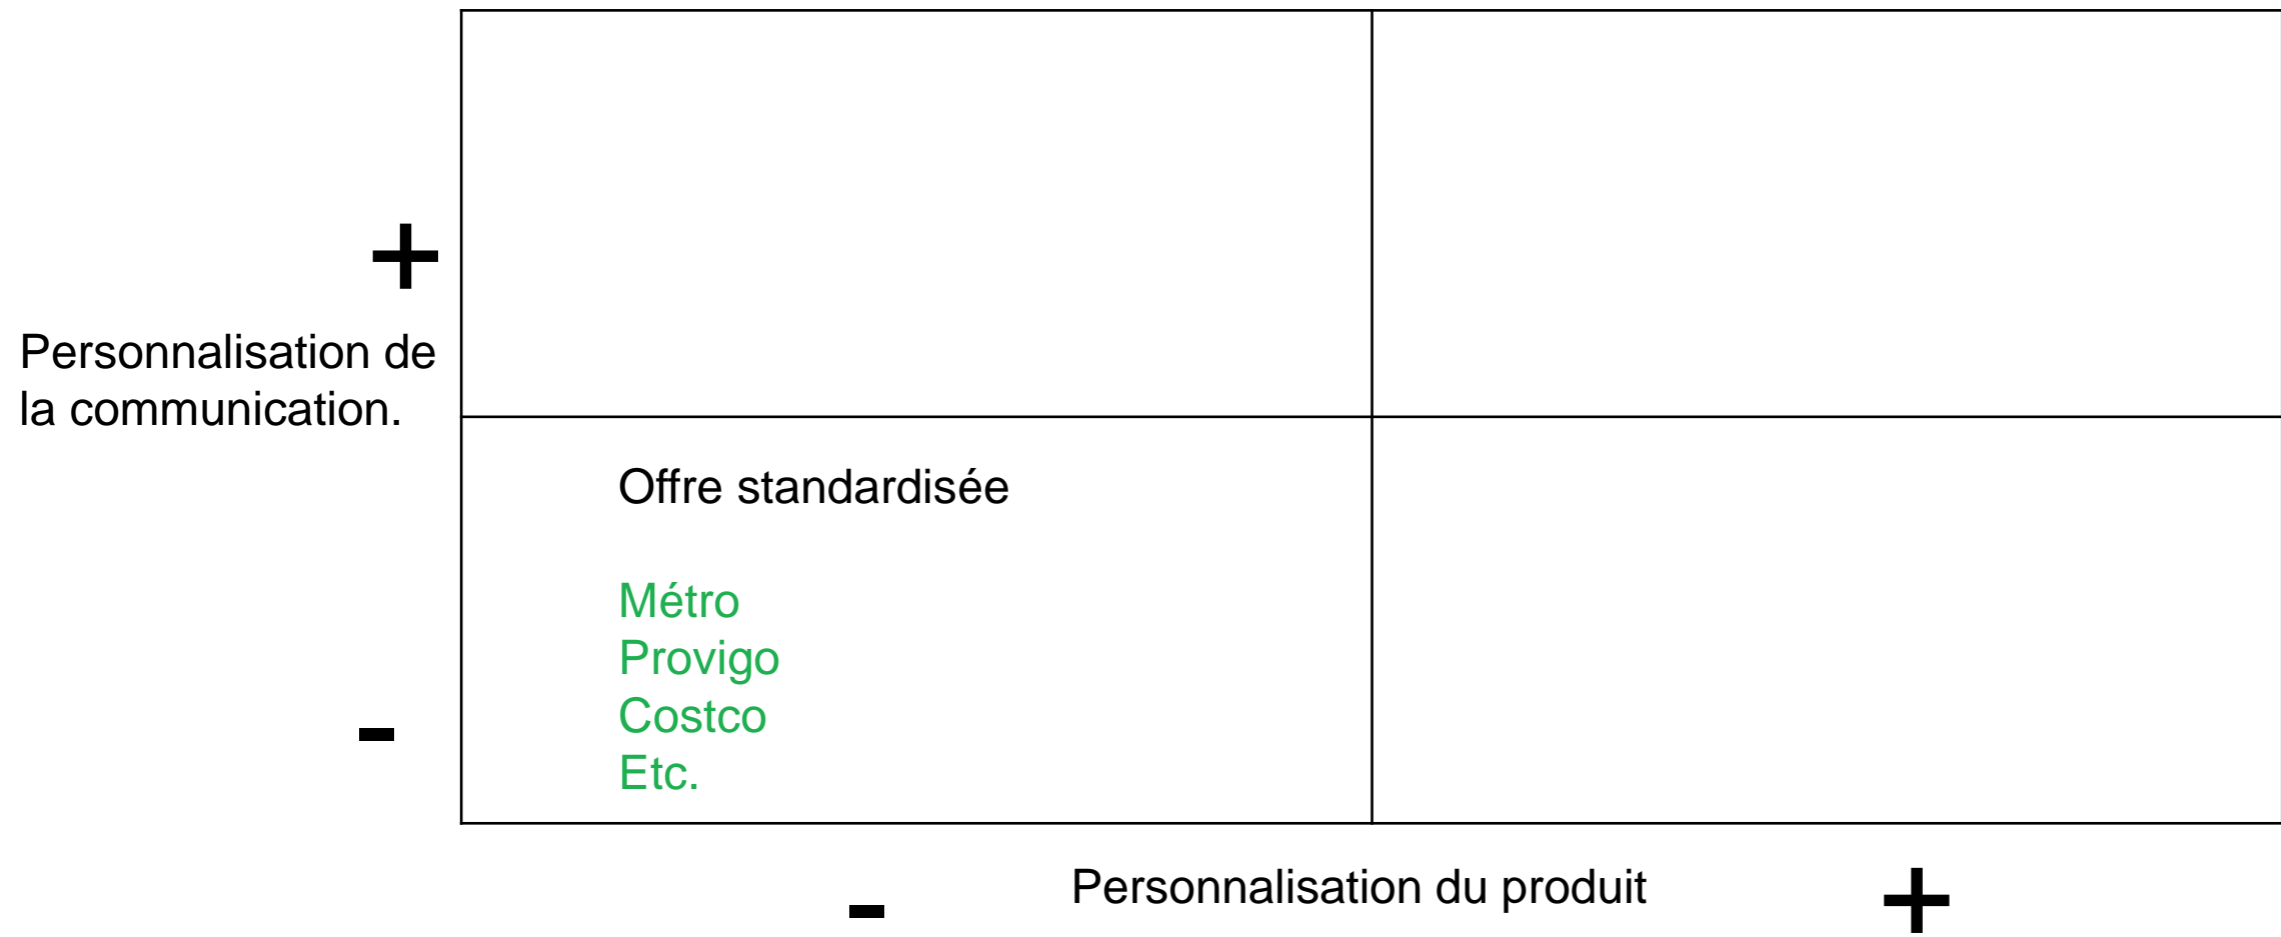 +
Personnalisation de
la communication.
Offre standardisée
Métro
Provigo
Costco
Etc.
-
- Personnalisation du produit +